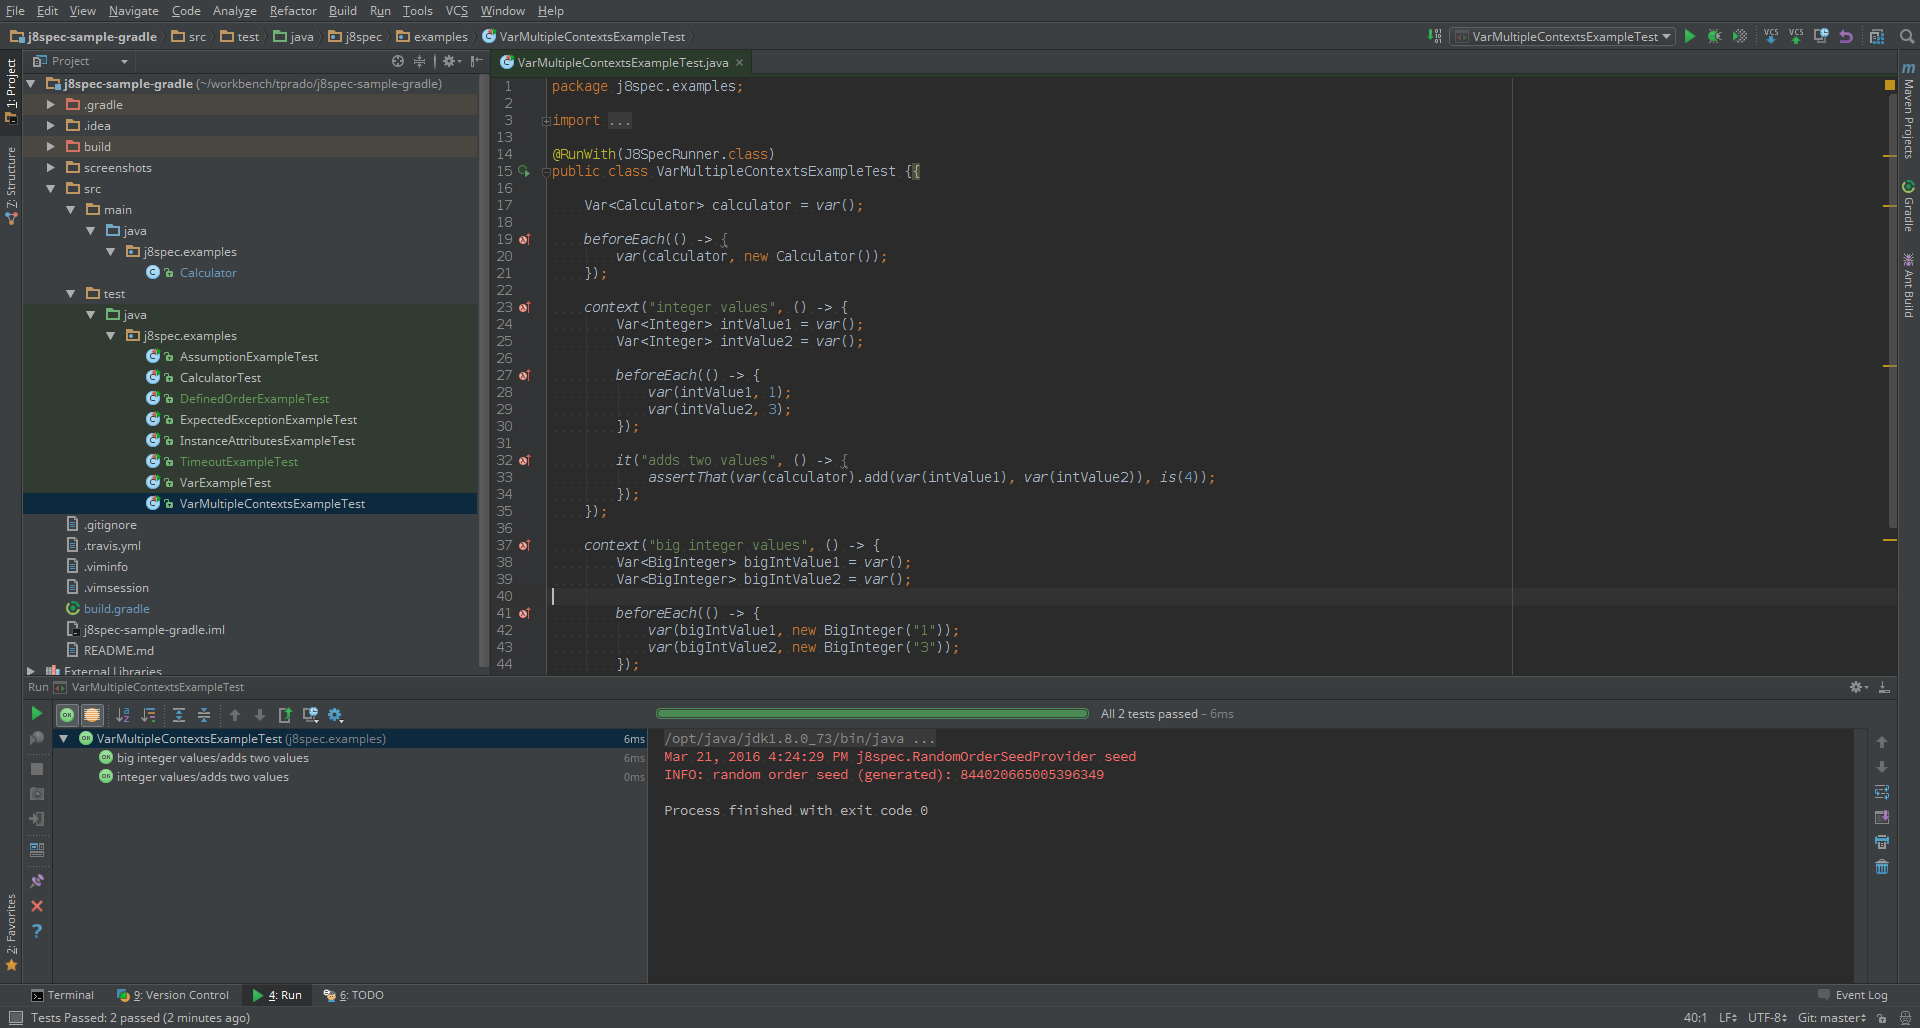 File Edit View Navigate Code Analyze Refactor Build Run Tools VCS Window Help
j8spec-sample-gradle src test java j8spec examples VarMultipleContextsExampleTest
VarMultipleContextsExampleTest
VCS VCS
Project
VarMultipleContextsExampleTest.java
1: Project
7: Structure
2: Favorites
j8spec-sample-gradle (~/workbench/tprado/j8spec-sample-gradle)
.gradle
.idea
build
screenshots
src
main
java
j8spec.examples
Calculator
test
java
j8spec.examples
AssumptionExampleTest
CalculatorTest
DefinedOrderExampleTest
ExpectedExceptionExampleTest
InstanceAttributesExampleTest
TimeoutExampleTest
VarExampleTest
VarMultipleContextsExampleTest
.gitignore
.travis.yml
.viminfo
.vimsession
build.gradle
j8spec-sample-gradle.iml
README.md
External Libraries
1 package j8spec.examples;
2
3 import ...
13
14 @RunWith(J8SpecRunner.class)
15 public class VarMultipleContextsExampleTest {{
16
17 Var<Calculator> calculator = var();
18
19 beforeEach(() -> {
20 var(calculator, new Calculator());
21 });
22
23 context("integer values", () -> {
24 Var<Integer> intValue1 = var();
25 Var<Integer> intValue2 = var();
26
27 beforeEach(() -> {
28 var(intValue1, 1);
29 var(intValue2, 3);
30 });
31
32 it("adds two values", () -> {
33 assertThat(var(calculator).add(var(intValue1), var(intValue2)), is(4));
34 });
35 });
36
37 context("big integer values", () -> {
38 Var<BigInteger> bigIntValue1 = var();
39 Var<BigInteger> bigIntValue2 = var();
40
41 beforeEach(() -> {
42 var(bigIntValue1, new BigInteger("1"));
43 var(bigIntValue2, new BigInteger("3"));
44 });
Maven Projects
Gradle
Ant Build
Run VarMultipleContextsExampleTest
All 2 tests passed – 6ms
VarMultipleContextsExampleTest (j8spec.examples) 6ms
big integer values/adds two values 6ms
integer values/adds two values 0ms
/opt/java/jdk1.8.0_73/bin/java ...
Mar 21, 2016 4:24:29 PM j8spec.RandomOrderSeedProvider seed
INFO: random order seed (generated): 844020665005396349
Process finished with exit code 0
Terminal 9: Version Control 4: Run 6: TODO Event Log
Tests Passed: 2 passed (2 minutes ago) 40:1 LF UTF-8 Git: master